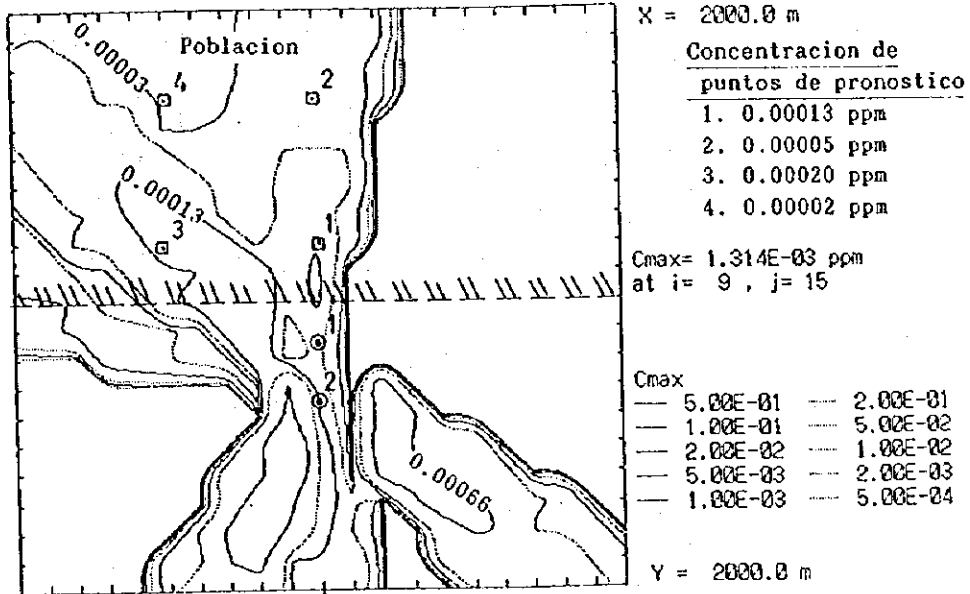 X = 2000.0 m
Concentracion de
puntos de pronostico
1. 0.00013 ppm
2. 0.00005 ppm
3. 0.00020 ppm
4. 0.00002 ppm
Cmax= 1.314E-03 ppm
at i= 9 , j= 15
Cmax
5.00E-01 2.00E-01
1.00E-01 5.00E-02
2.00E-02 1.00E-02
5.00E-03 2.00E-03
1.00E-03 5.00E-04
Y = 2000.0 m
Poblacion
0.00003
4
2
0.00013
3
1
1
2
0.00066